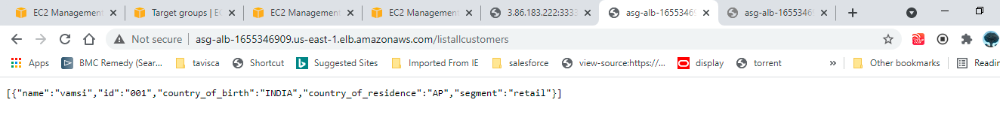 EC2 Management
Target groups | EC
EC2 Management
EC2 Management
3.86.183.222:3333
asg-alb-16553469
asg-alb-16553469
Not secure
asg-alb-1655346909.us-east-1.elb.amazonaws.com/listallcustomers
Apps
BMC Remedy (Sear...
tavisca
Shortcut
Suggested Sites
Imported From IE
salesforce
view-source:https://...
display
torrent
»
Other bookmarks
Readin
[{"name":"vamsi","id":"001","country_of_birth":"INDIA","country_of_residence":"AP","segment":"retail"}]